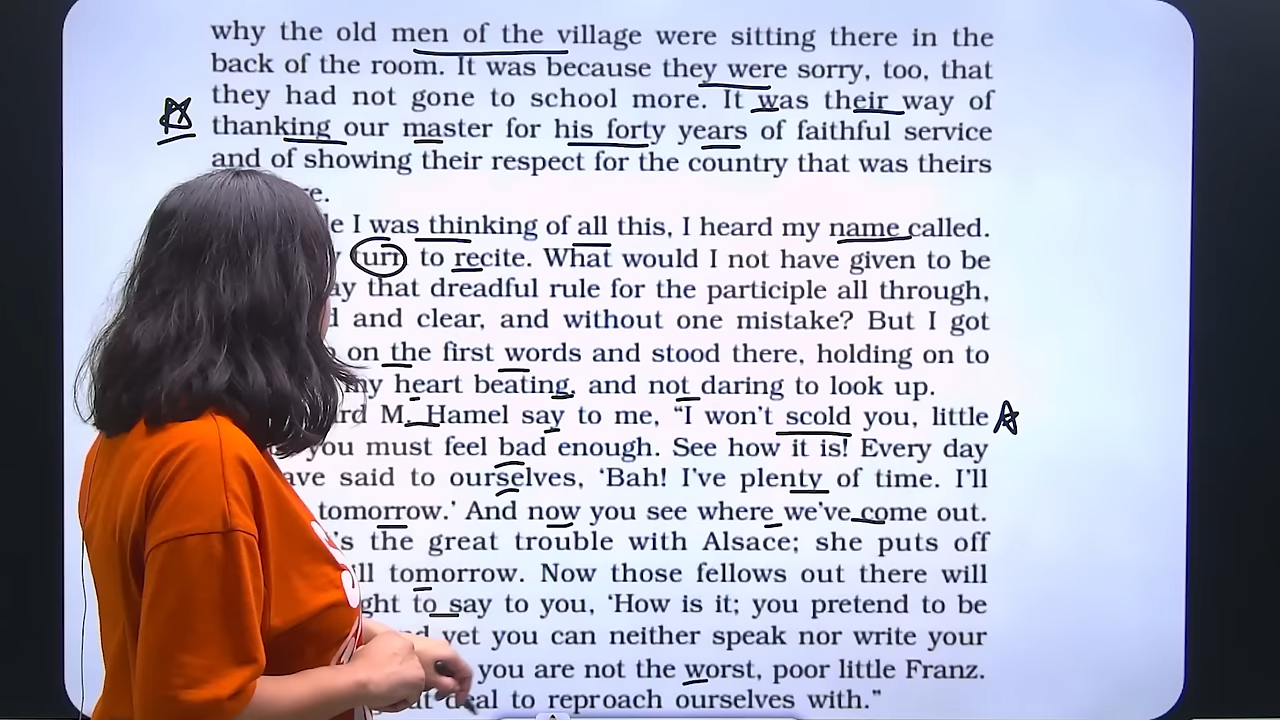 why the old men of the village were sitting there in the
back of the room. It was because they were sorry, too, that
they had not gone to school more. It was their way of
thanking our master for his forty years of faithful service
and of showing their respect for the country that was theirs
e.
e I was thinking of all this, I heard my name called.
turn to recite. What would I not have given to be
ay that dreadful rule for the participle all through,
d and clear, and without one mistake? But I got
on the first words and stood there, holding on to
my heart beating, and not daring to look up.
rd M. Hamel say to me, “I won’t scold you, little
you must feel bad enough. See how it is! Every day
ave said to ourselves, ‘Bah! I’ve plenty of time. I’ll
tomorrow.’ And now you see where we’ve come out.
’s the great trouble with Alsace; she puts off
ill tomorrow. Now those fellows out there will
ght to say to you, ‘How is it; you pretend to be
d yet you can neither speak nor write your
you are not the worst, poor little Franz.
deal to reproach ourselves with.”